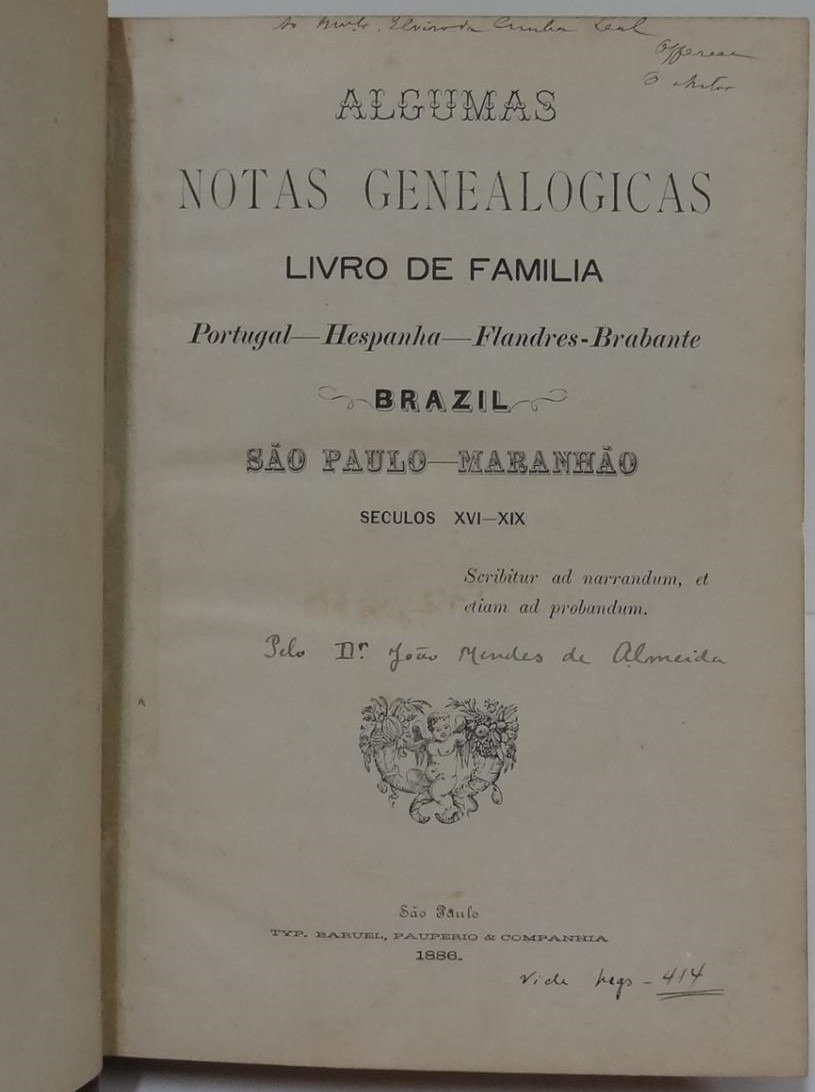 Cunha Leal
Offerece
O Autor
ALGUMAS
NOTAS GENEALOGICAS
LIVRO DE FAMILIA
Portugal—Hespanha—Flandres-Brabante
BRAZIL
SÃO PAULO—MARANHÃO
SECULOS XVI—XIX
Scribitur ad narrandum, et
etiam ad probandum.
Pelo Dr. João Mendes de Almeida
São Paulo
TYP. BARUEL, PAUPERIO & COMPANHIA
1886.
Vide pags - 414